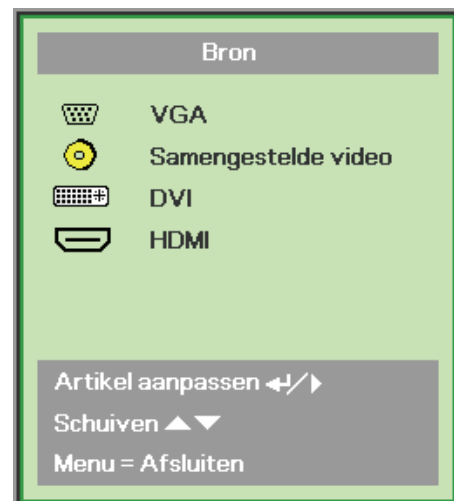 Bron
VGA
Samengestelde video
DVI
HDMI
Artikel aanpassen ↵/▶
Schuiven ▲▼
Menu = Afsluiten